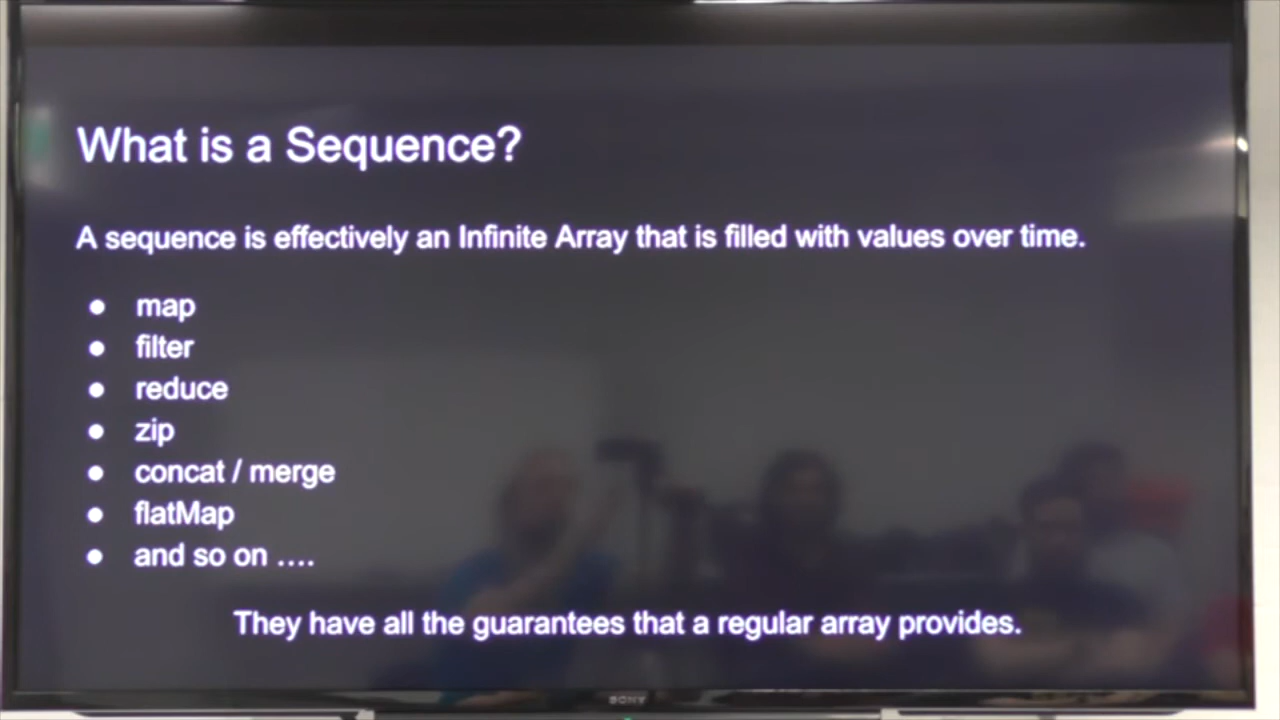 What is a Sequence?
A sequence is effectively an Infinite Array that is filled with values over time.
● map
● filter
● reduce
● zip
● concat / merge
● flatMap
● and so on ….
They have all the guarantees that a regular array provides.
SONY